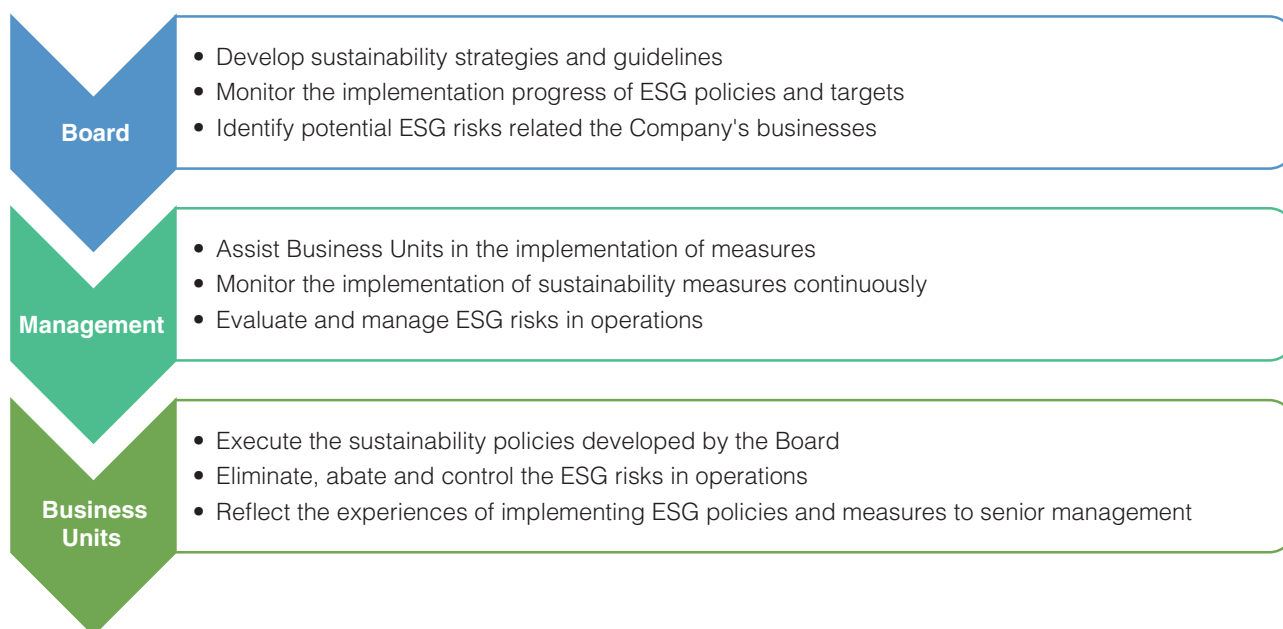 Board
• Develop sustainability strategies and guidelines
• Monitor the implementation progress of ESG policies and targets
• Identify potential ESG risks related the Company's businesses
Management
• Assist Business Units in the implementation of measures
• Monitor the implementation of sustainability measures continuously
• Evaluate and manage ESG risks in operations
Business
Units
• Execute the sustainability policies developed by the Board
• Eliminate, abate and control the ESG risks in operations
• Reflect the experiences of implementing ESG policies and measures to senior management